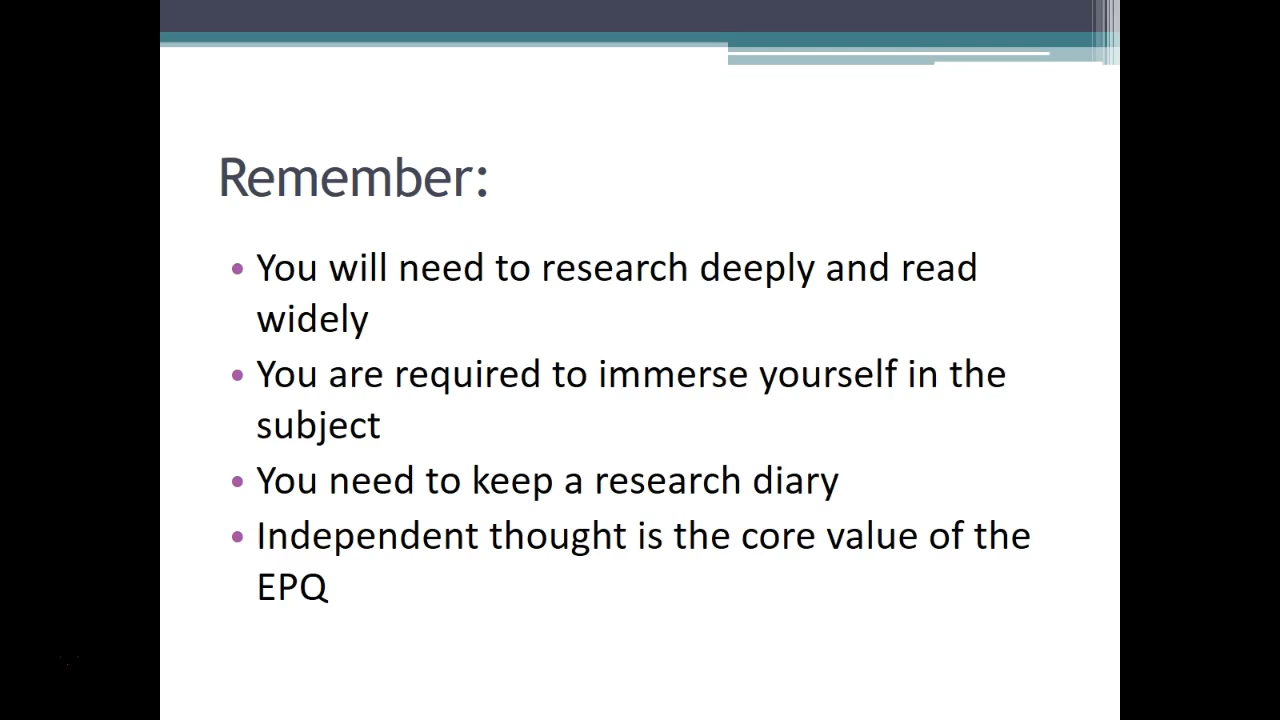 Remember:
• You will need to research deeply and read
widely
• You are required to immerse yourself in the
subject
• You need to keep a research diary
• Independent thought is the core value of the
EPQ